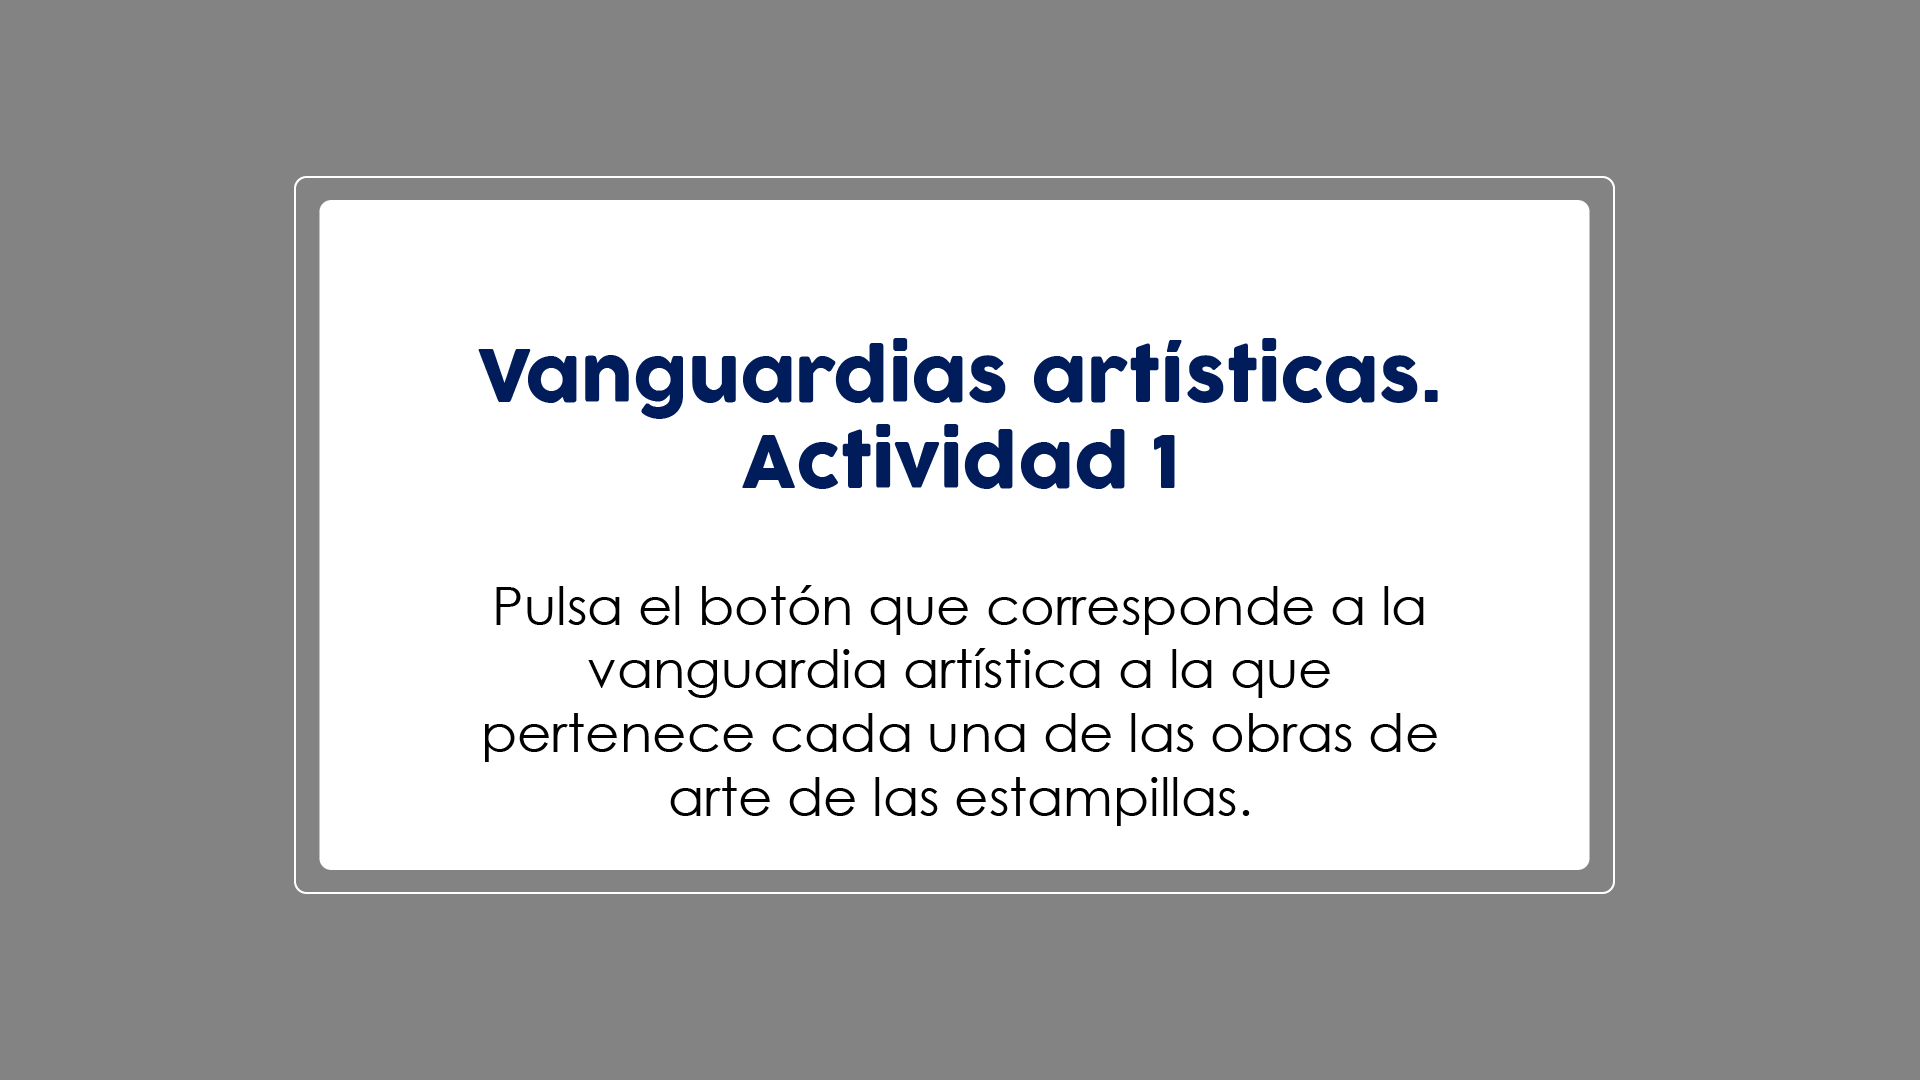 Vanguardias artísticas.
Actividad 1
Pulsa el botón que corresponde a la
vanguardia artística a la que
pertenece cada una de las obras de
arte de las estampillas.